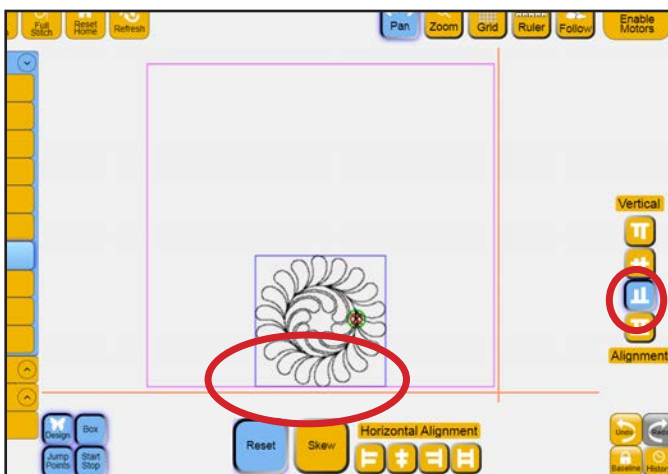 Full
Stitch
Reset
Home
Refresh
Pan
Zoom
Grid
Ruler
Follow
Enable
Motors
Vertical
Alignment
Design
Box
Jump
Points
Start
Stop
Reset
Skew
Horizontal Alignment
Undo
Redo
Baseline